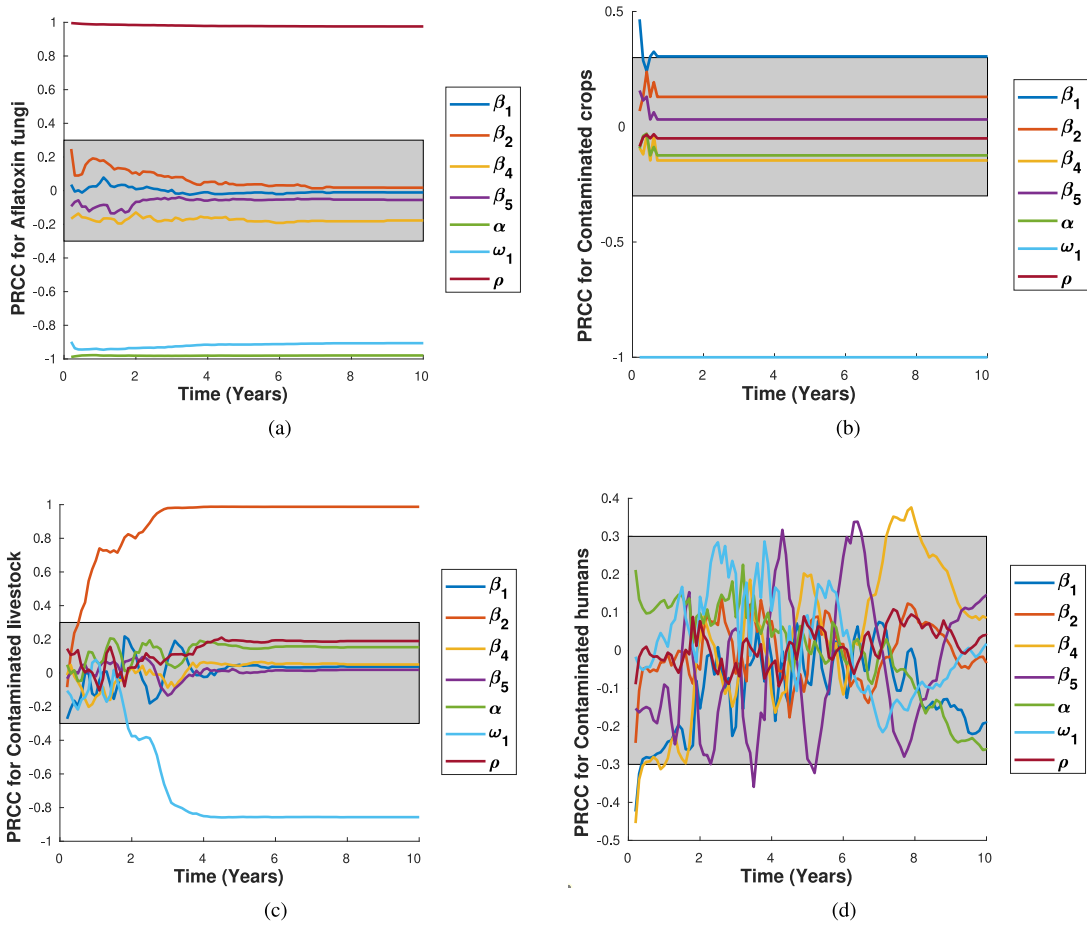 PRCC for Aflatoxin fungi
1
0.8
0.6
0.4
0.2
0
-0.2
-0.4
-0.6
-0.8
-1
0 2 4 6 8 10
Time (Years)
β1
β2
β4
β5
α
ω1
ρ
(a)
PRCC for Contaminated crops
0.5
0
-0.5
-1
0 2 4 6 8 10
Time (Years)
β1
β2
β4
β5
α
ω1
ρ
(b)
PRCC for Contaminated livestock
1
0.8
0.6
0.4
0.2
0
-0.2
-0.4
-0.6
-0.8
-1
0 2 4 6 8 10
Time (Years)
β1
β2
β4
β5
α
ω1
ρ
(c)
PRCC for Contaminated humans
0.4
0.3
0.2
0.1
0
-0.1
-0.2
-0.3
-0.4
-0.5
0 2 4 6 8 10
Time (Years)
β1
β2
β4
β5
α
ω1
ρ
(d)